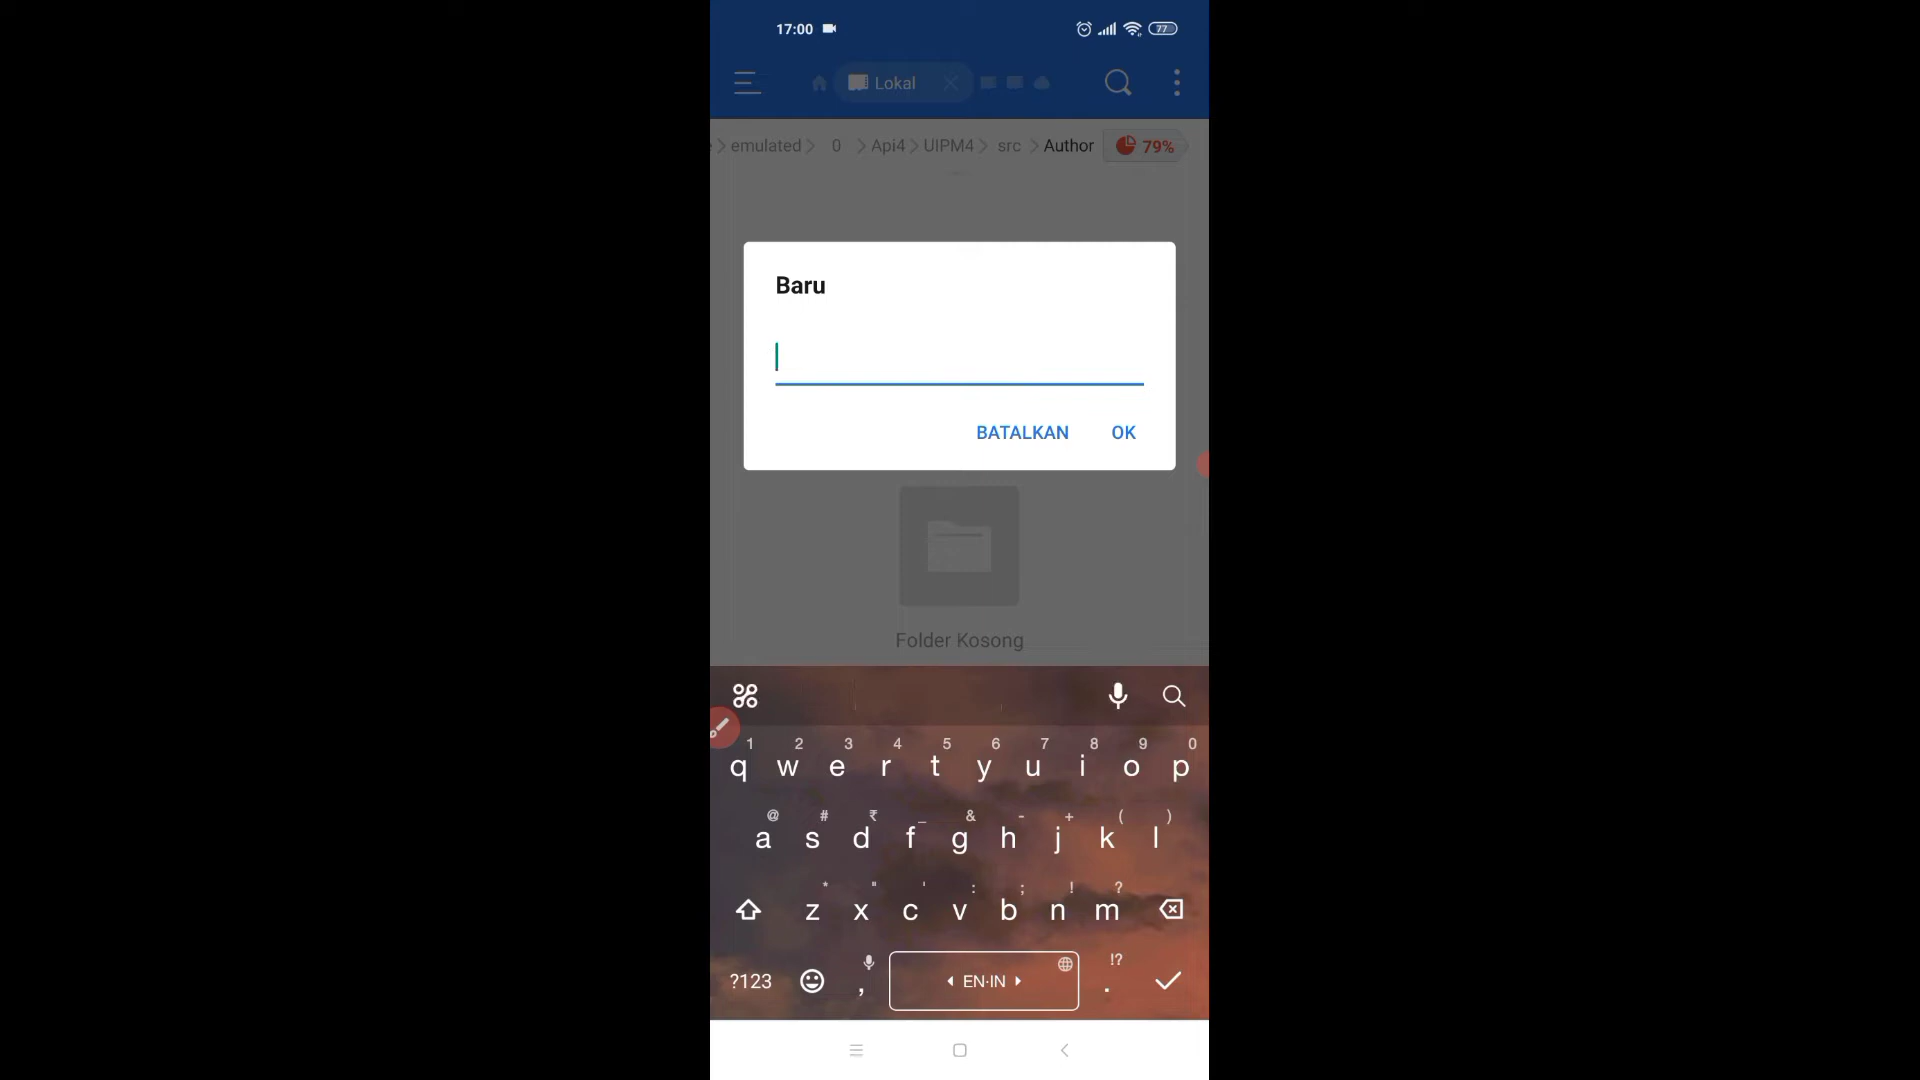 17:00
77
Lokal
emulated 0 Api4 UIPM4 src Author 79%
Baru
BATALKAN OK
Folder Kosong
1 2 3 4 5 6 7 8 9 0
q w e r t y u i o p
@ # ₹ _ & - + ( )
a s d f g h j k l
* " ' : ; ! ?
z x c v b n m
!?
?123 , EN·IN .